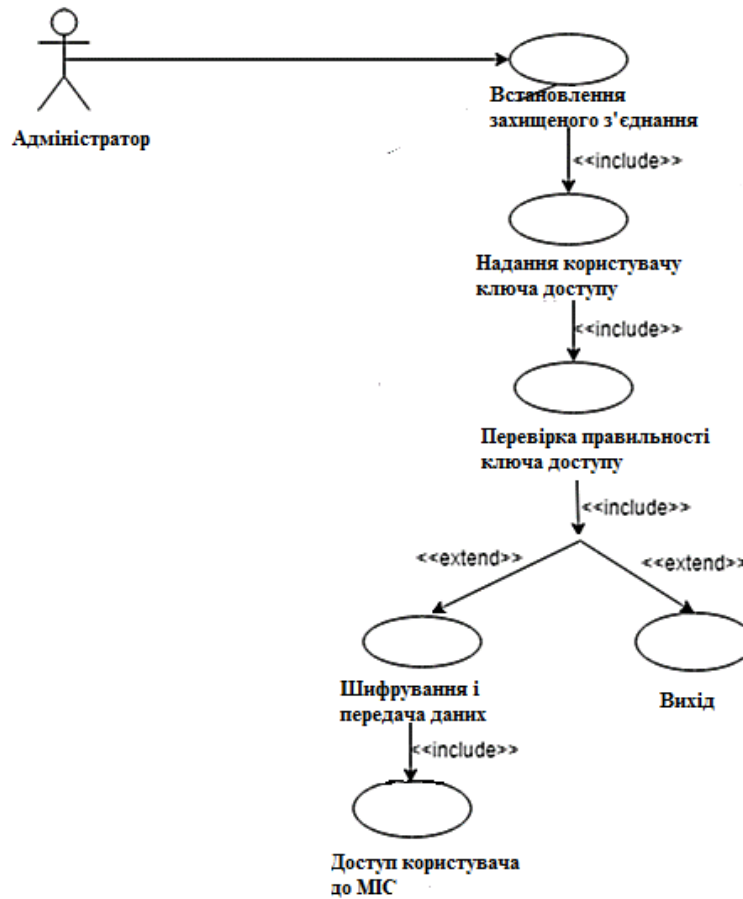 Адміністратор
Встановлення
захищеного з'єднання
<<include>>
Надання користувачу
ключа доступу
<<include>>
Перевірка правильності
ключа доступу
<<include>>
<<extend>>
<<extend>>
Шифрування і
передача даних
Вихід
<<include>>
Доступ користувача
до МІС